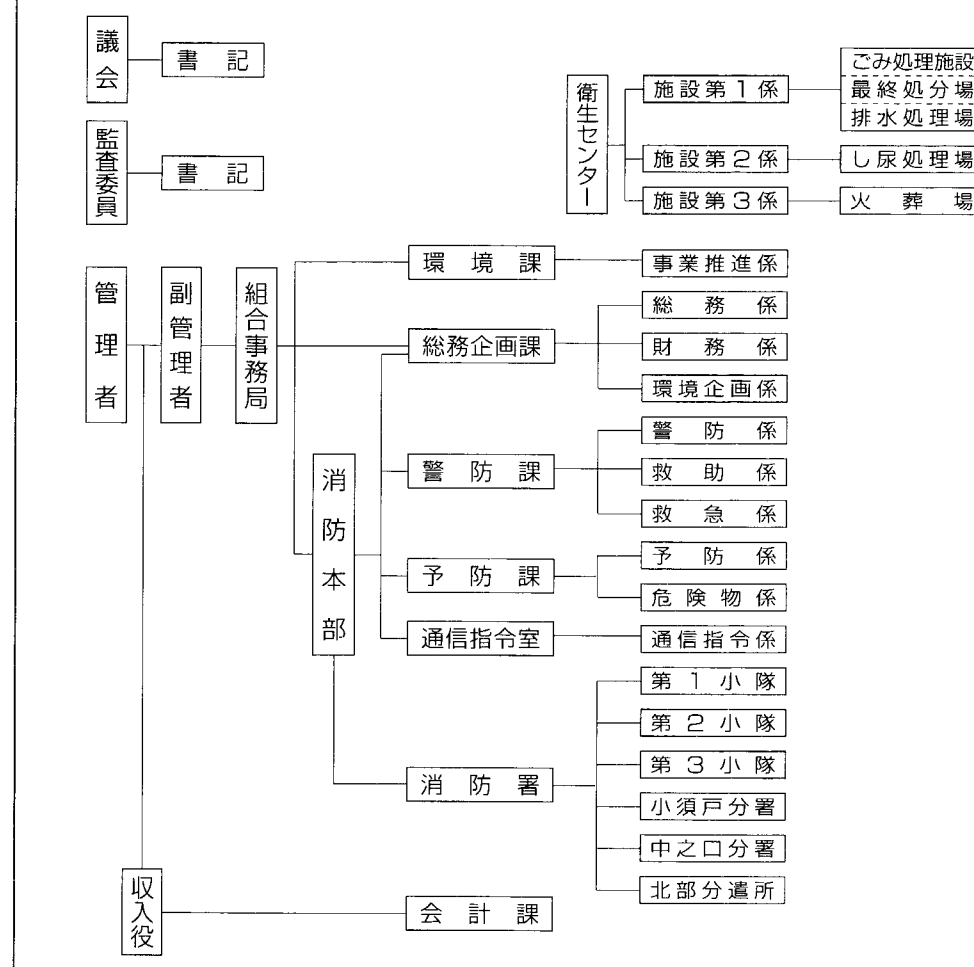 議会
書記
監査委員
書記
衛生センター
施設第1係
ごみ処理施設
最終処分場
排水処理場
施設第2係
し尿処理場
施設第3係
火葬場
管理者
副管理者
組合事務局
環境課
事業推進係
総務企画課
総務係
財務係
環境企画係
消防本部
警防課
警防係
救助係
救急係
予防課
予防係
危険物係
通信指令室
通信指令係
消防署
第1小隊
第2小隊
第3小隊
小須戸分署
中之口分署
北部分遣所
収入役
会計課